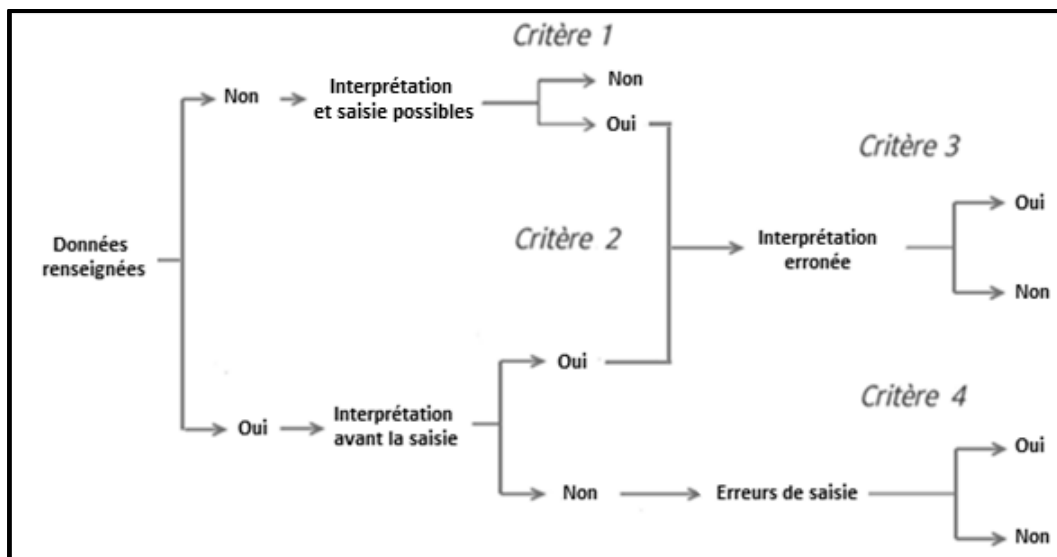 Critère 1
Non
Interprétation
et saisie possibles
Non
Oui
Critère 3
Oui
Données
renseignées
Critère 2
Interprétation
erronée
Non
Oui
Critère 4
Oui
Interprétation
avant la saisie
Oui
Non
Erreurs de saisie
Non